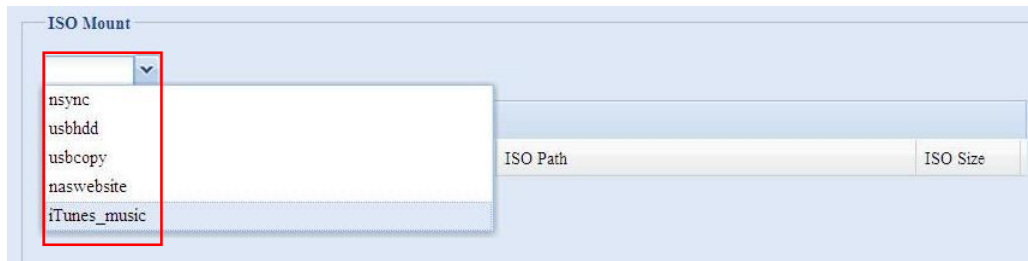 ISO Mount
nsync
usbhdd
usbcopy
naswebsite
iTunes_music
ISO Path ISO Size